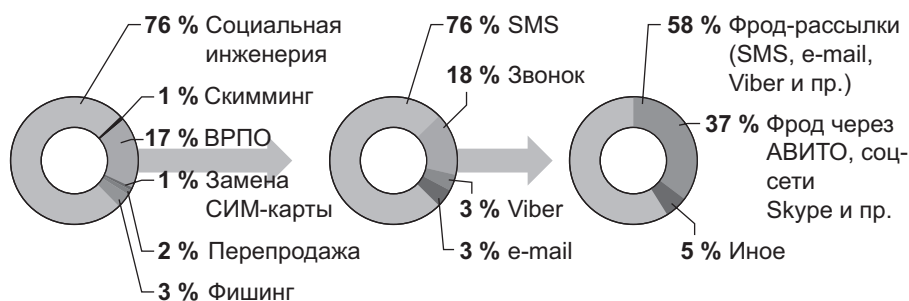 76 % Социальная
инженерия
1 % Скимминг
17 % ВРПО
1 % Замена
СИМ-карты
2 % Перепродажа
3 % Фишинг
76 % SMS
18 % Звонок
3 % Viber
3 % e-mail
58 % Фрод-рассылки
(SMS, e-mail,
Viber и пр.)
37 % Фрод через
АВИТО, соц-
сети
Skype и пр.
5 % Иное